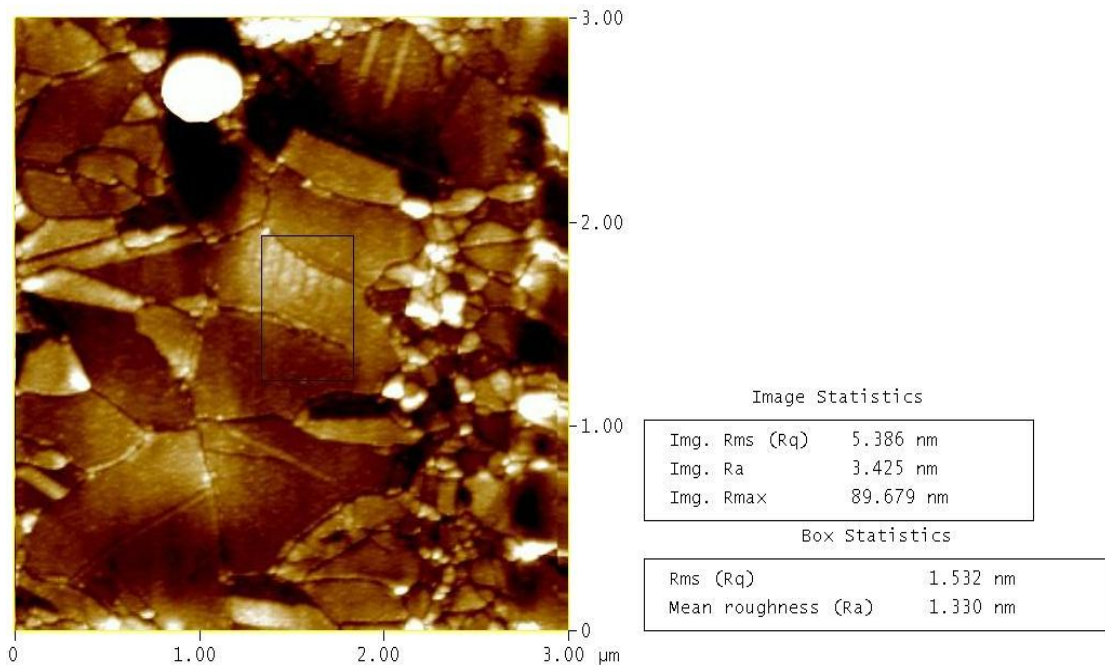 3.00
2.00
1.00
0
0 1.00 2.00 3.00 µm
Image Statistics
Img. Rms (Rq) 5.386 nm
Img. Ra 3.425 nm
Img. Rmax 89.679 nm
Box Statistics
Rms (Rq) 1.532 nm
Mean roughness (Ra) 1.330 nm